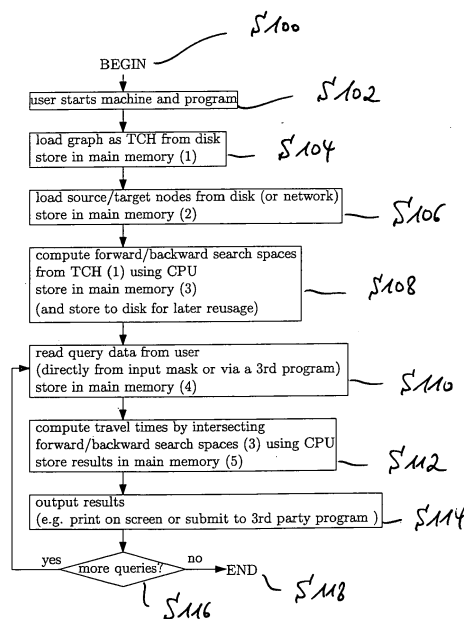 S100
BEGIN
user starts machine and program
S102
load graph as TCH from disk
store in main memory (1)
S104
load source/target nodes from disk (or network)
store in main memory (2)
S106
compute forward/backward search spaces
from TCH (1) using CPU
store in main memory (3)
(and store to disk for later reusage)
S108
read query data from user
(directly from input mask or via a 3rd program)
store in main memory (4)
S110
compute travel times by intersecting
forward/backward search spaces (3) using CPU
store results in main memory (5)
S112
output results
(e.g. print on screen or submit to 3rd party program )
S114
yes
more queries?
no
END
S116
S118